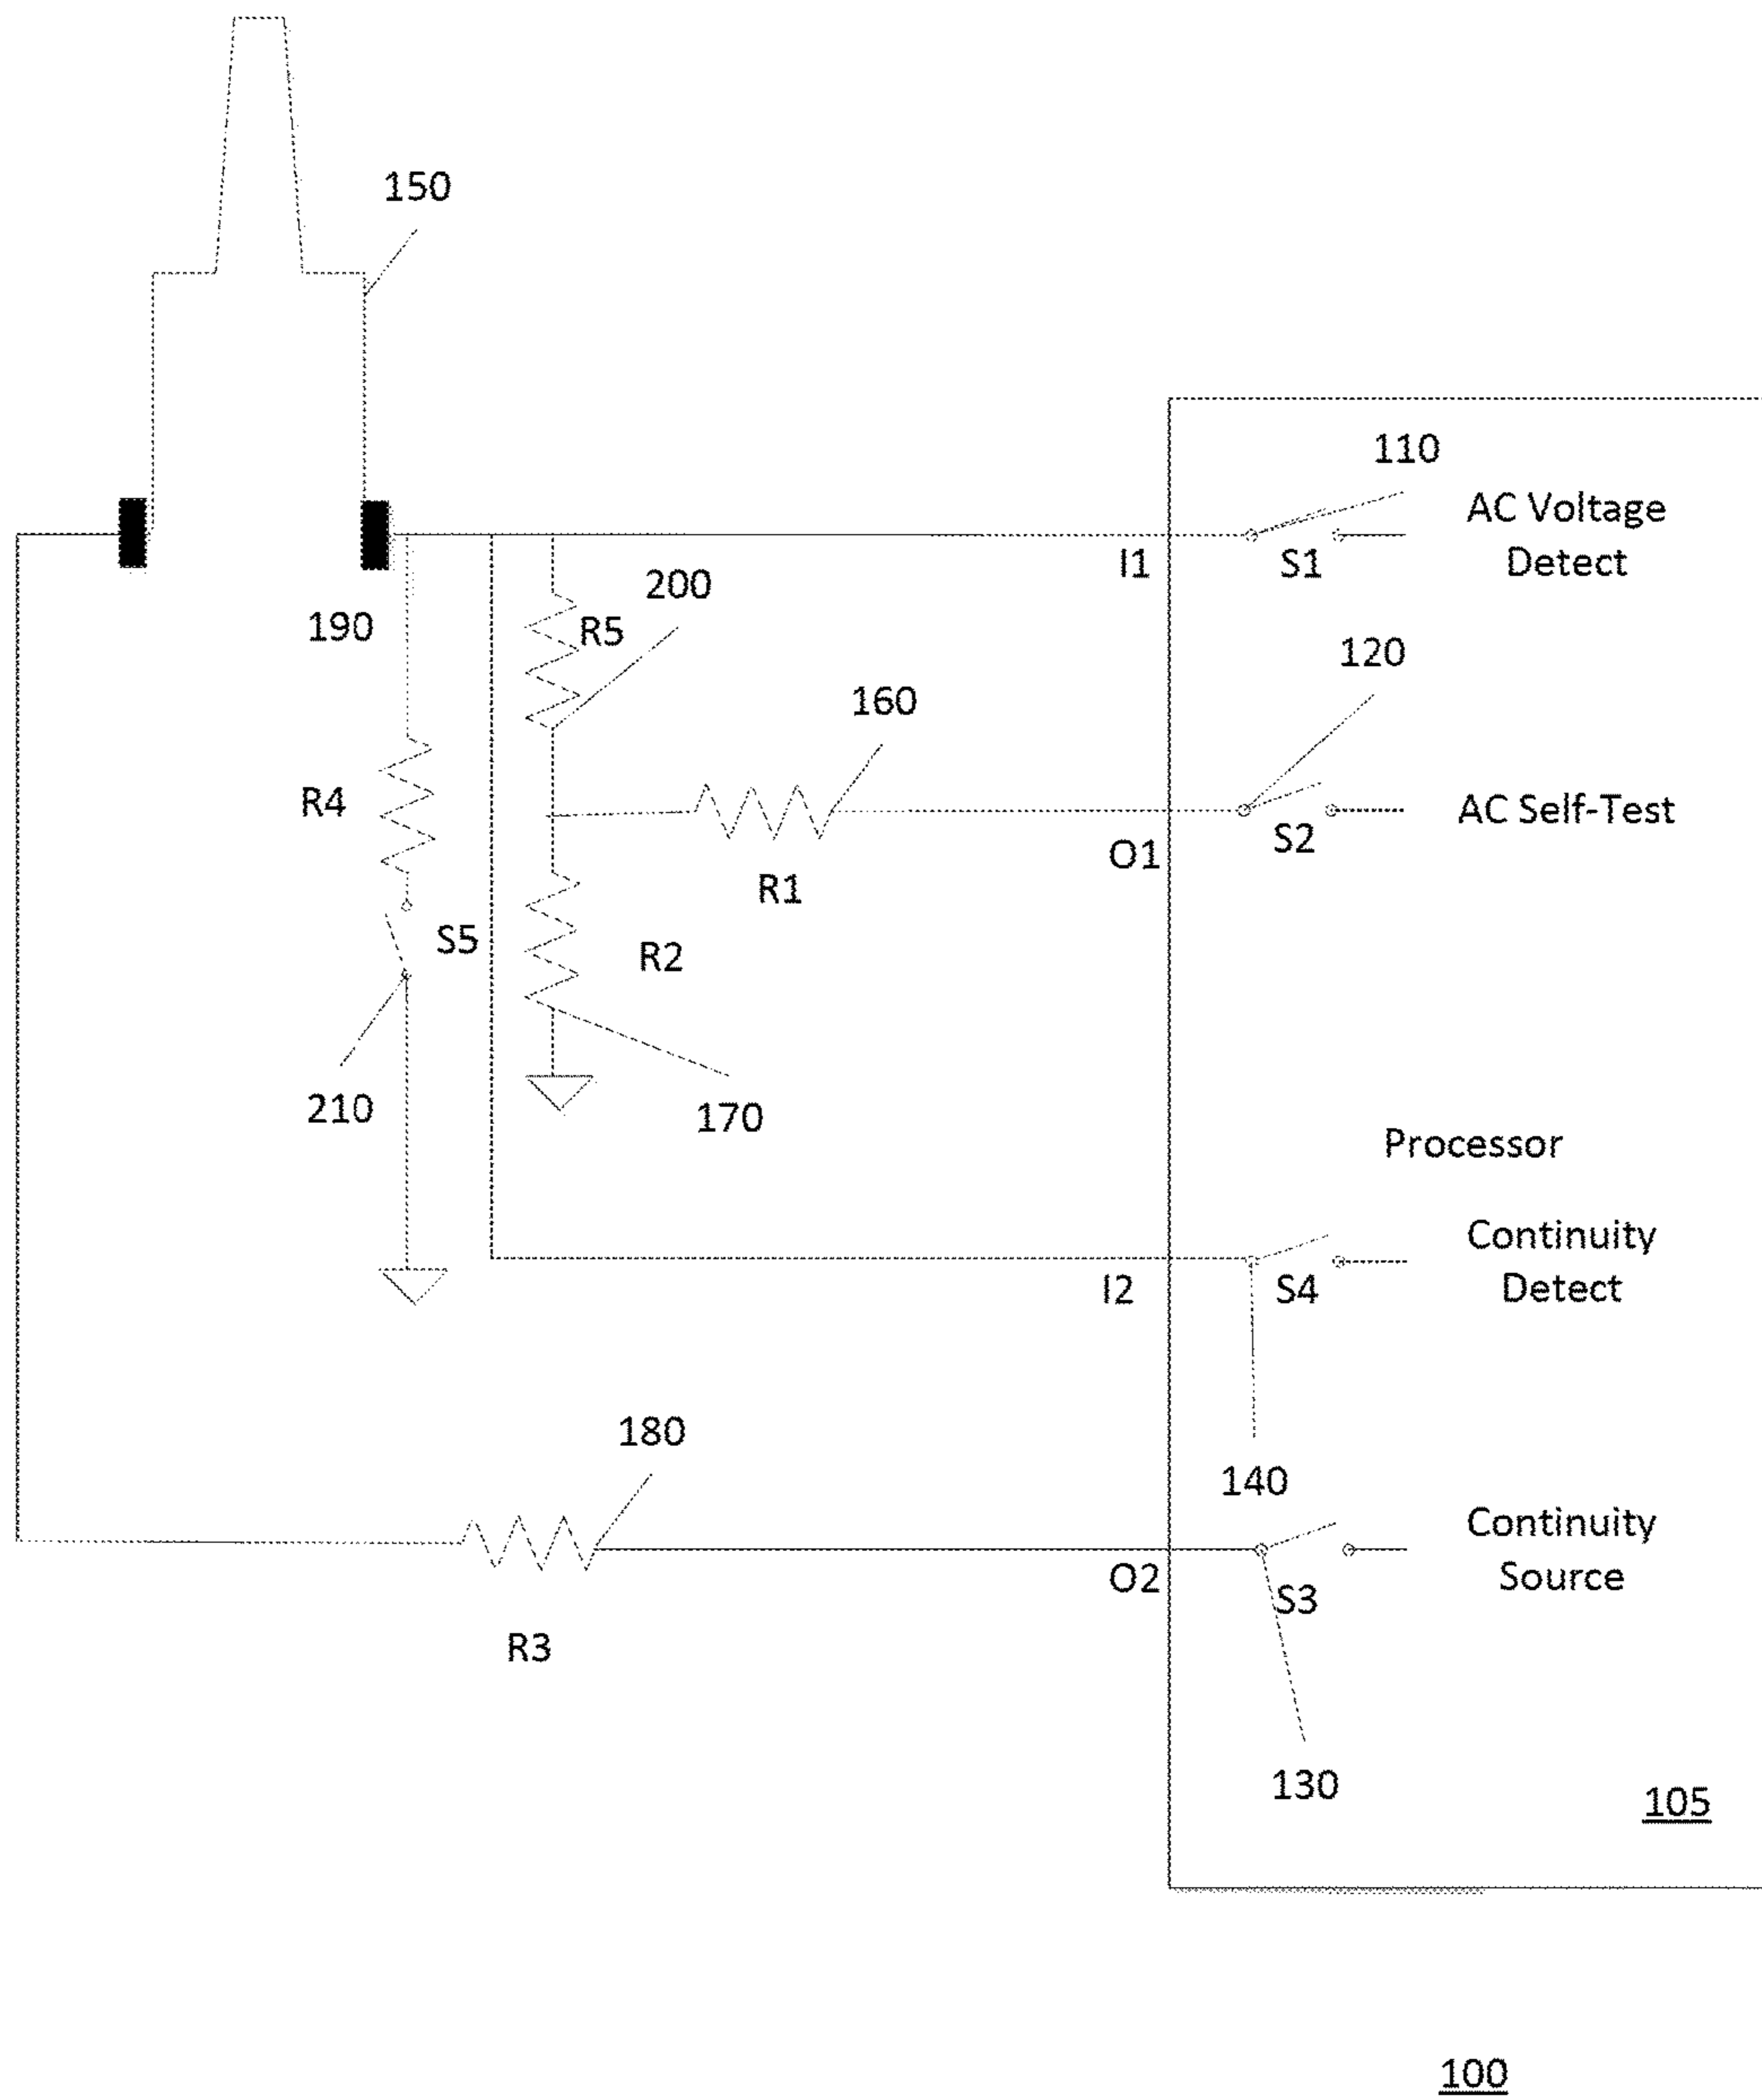 150
110
AC Voltage
Detect
I1
S1
200
190
R5
120
160
R4
AC Self-Test
S2
O1
R1
S5
R2
210
170
Processor
Continuity
Detect
I2
S4
180
140
Continuity
Source
O2
S3
R3
130
105
100